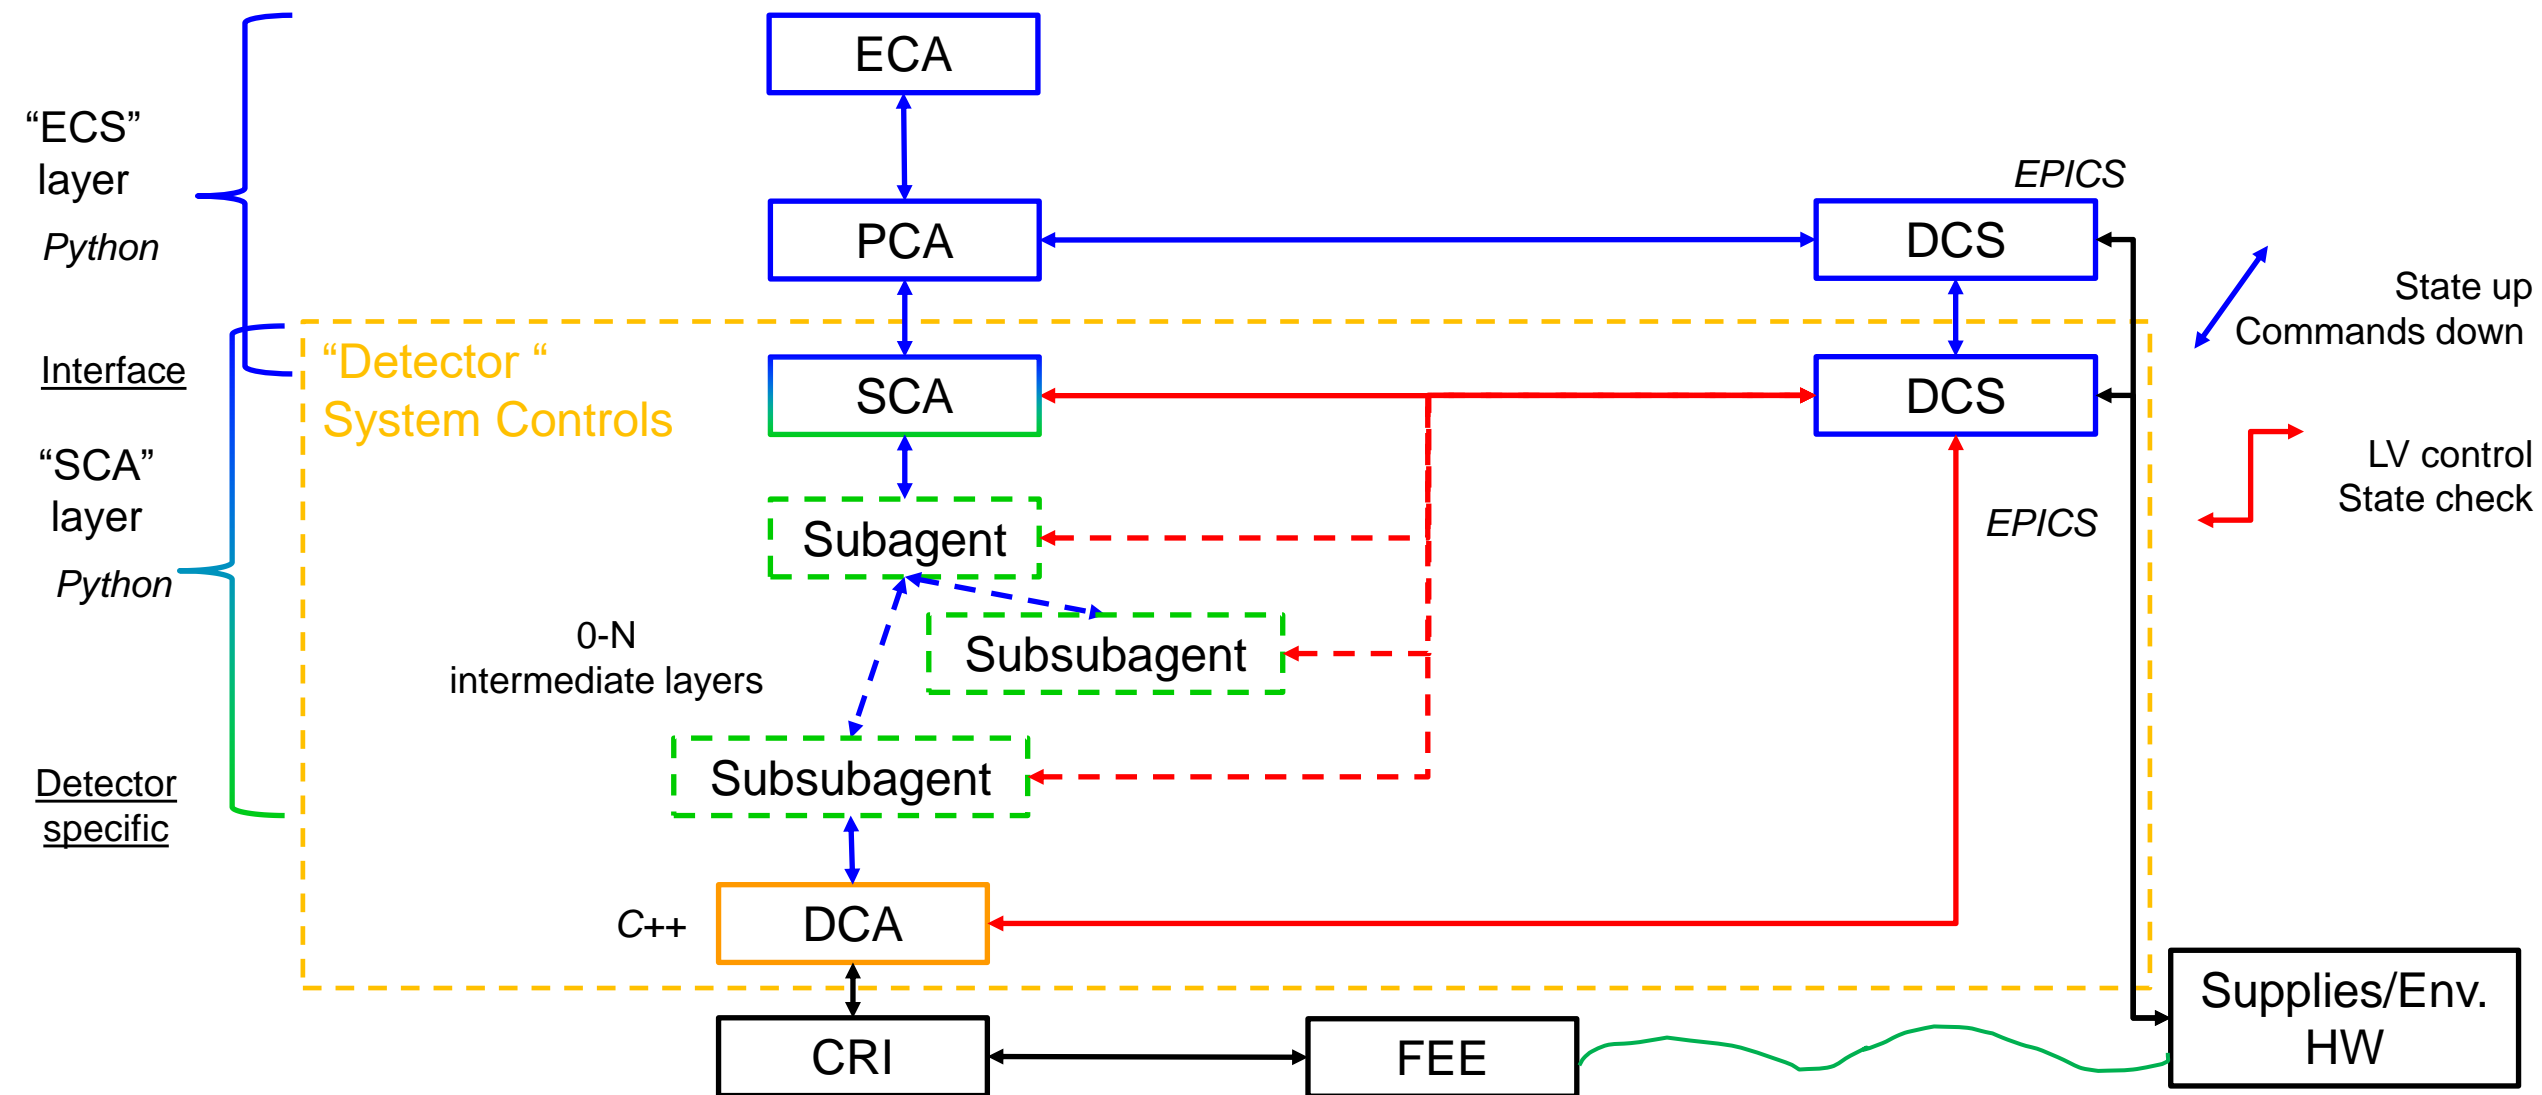 ECA
“ECS”
layer
Python
EPICS
PCA
DCS
State up
Commands down
Interface
“Detector “
System Controls
SCA
DCS
“SCA”
layer
Python
LV control
State check
EPICS
Subagent
0-N
intermediate layers
Subsubagent
Subsubagent
Detector
specific
C++
DCA
Supplies/Env.
HW
CRI
FEE